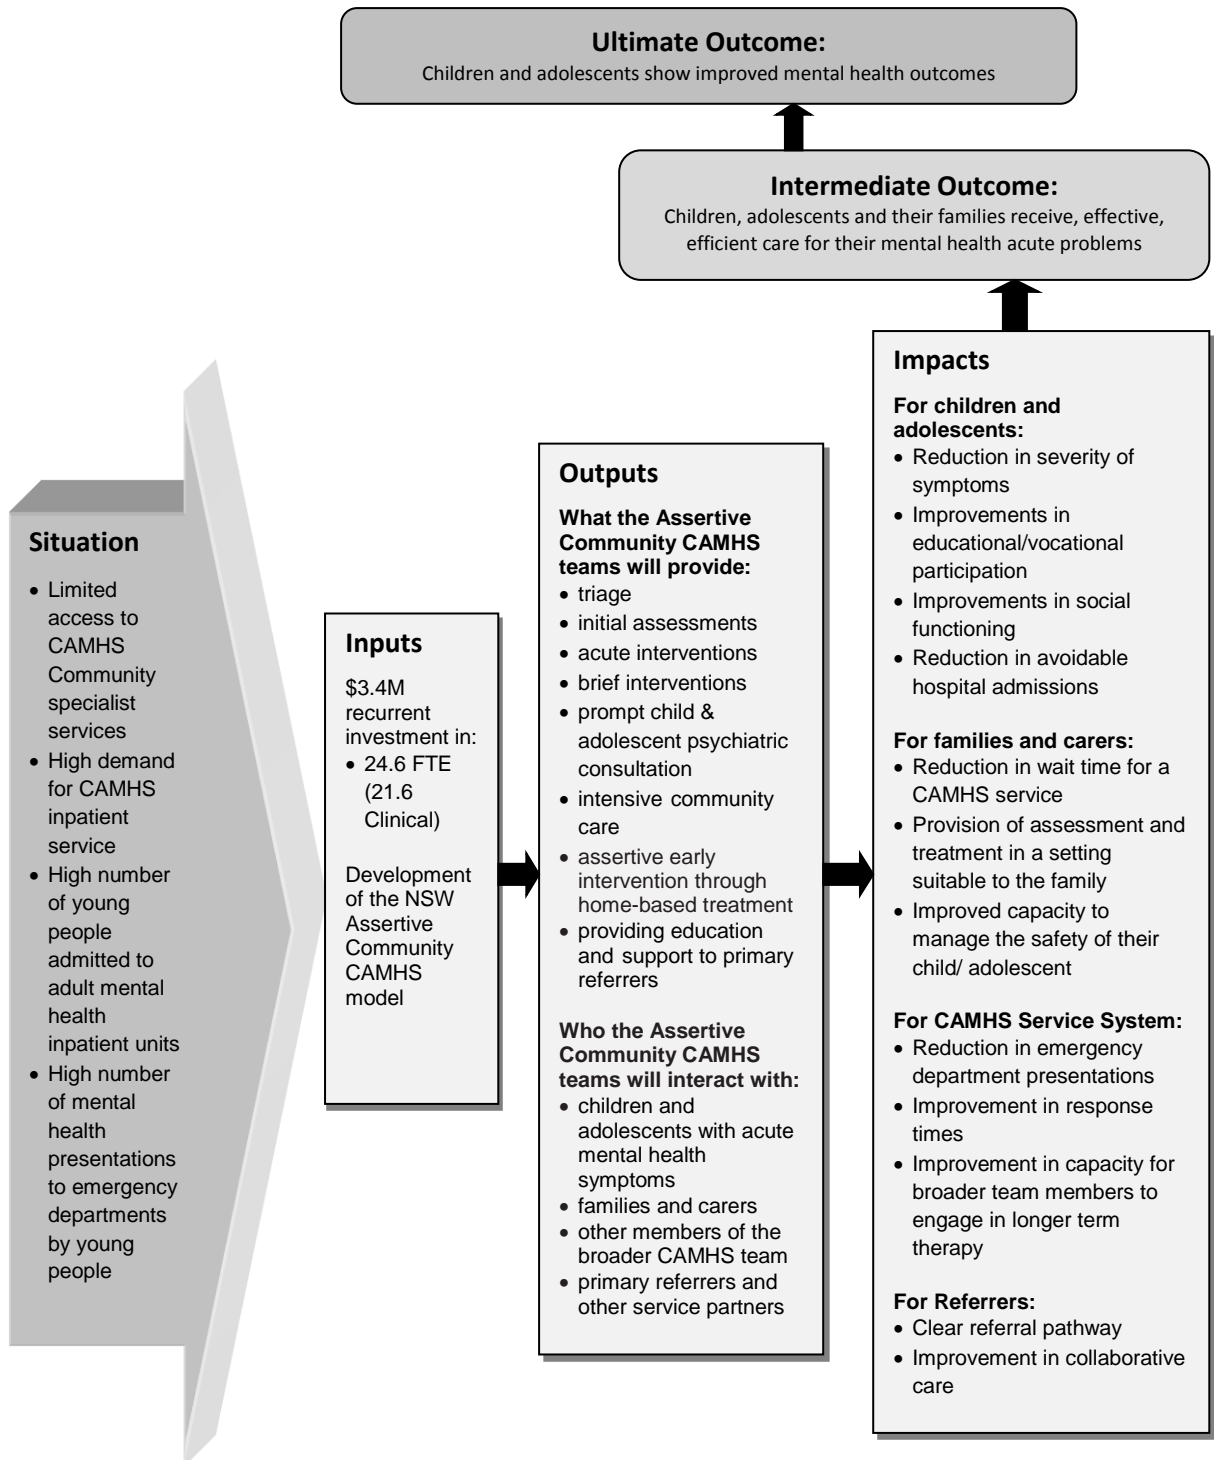 Ultimate Outcome:
Children and adolescents show improved mental health outcomes
Intermediate Outcome:
Children, adolescents and their families receive, effective,
efficient care for their mental health acute problems
Situation
• Limited
access to
CAMHS
Community
specialist
services
• High demand
for CAMHS
inpatient
service
• High number
of young
people
admitted to
adult mental
health
inpatient units
• High number
of mental
health
presentations
to emergency
departments
by young
people
Inputs
$3.4M
recurrent
investment in:
• 24.6 FTE
(21.6
Clinical)
Development
of the NSW
Assertive
Community
CAMHS
model
Outputs
What the Assertive
Community CAMHS
teams will provide:
• triage
• initial assessments
• acute interventions
• brief interventions
• prompt child &
adolescent psychiatric
consultation
• intensive community
care
• assertive early
intervention through
home-based treatment
• providing education
and support to primary
referrers
Who the Assertive
Community CAMHS
teams will interact with:
• children and
adolescents with acute
mental health
symptoms
• families and carers
• other members of the
broader CAMHS team
• primary referrers and
other service partners
Impacts
For children and
adolescents:
• Reduction in severity of
symptoms
• Improvements in
educational/vocational
participation
• Improvements in social
functioning
• Reduction in avoidable
hospital admissions
For families and carers:
• Reduction in wait time for a
CAMHS service
• Provision of assessment and
treatment in a setting
suitable to the family
• Improved capacity to
manage the safety of their
child/ adolescent
For CAMHS Service System:
• Reduction in emergency
department presentations
• Improvement in response
times
• Improvement in capacity for
broader team members to
engage in longer term
therapy
For Referrers:
• Clear referral pathway
• Improvement in collaborative
care